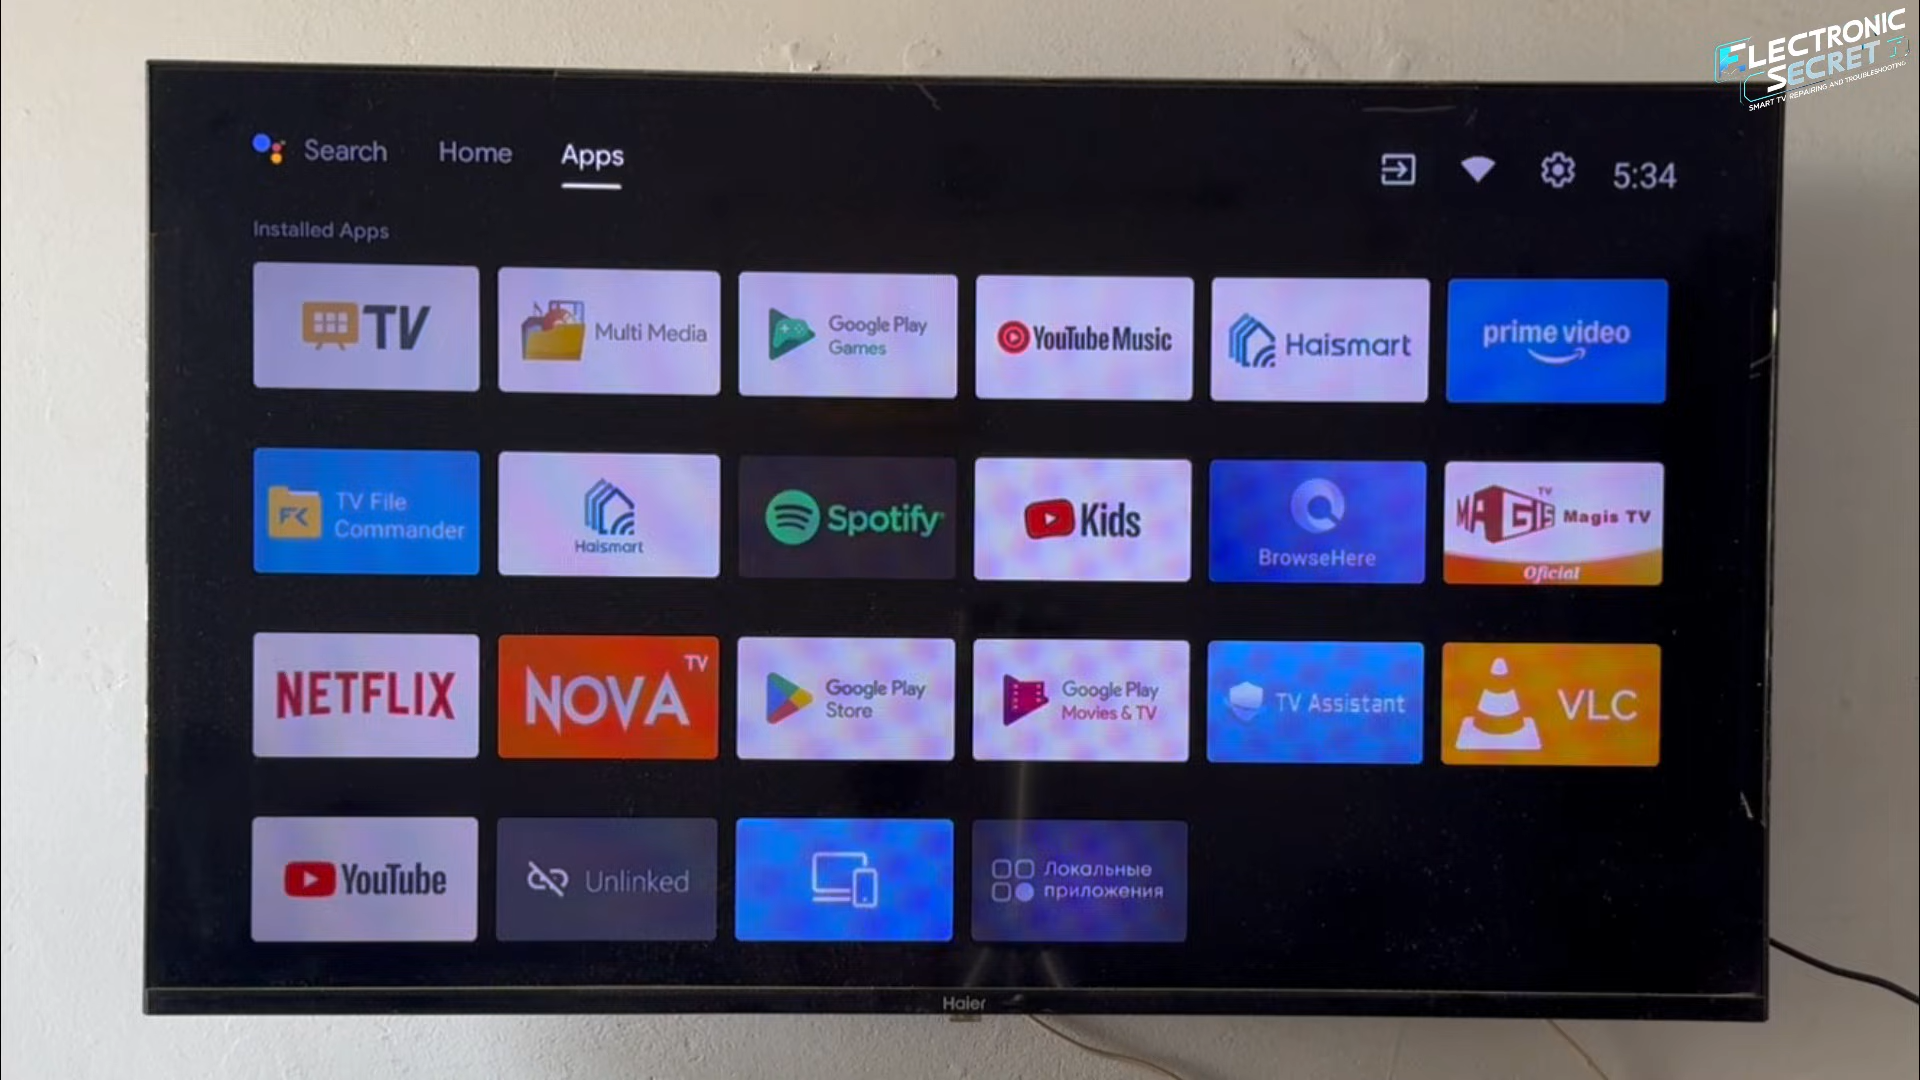 ELECTRONIC
SECRET
SMART TV REPAIRING AND TROUBLESHOOTING
Search Home Apps 5:34
Installed Apps
TV
Multi Media
Google Play
Games
YouTube Music
Haismart
prime video
TV File
Commander
FC
Haismart
Spotify
Kids
BrowseHere
MAGIS TV
Magis TV
Oficial
NETFLIX
NOVA TV
Google Play
Store
Google Play
Movies & TV
TV Assistant
VLC
YouTube
Unlinked
Локальные
приложения
Haier